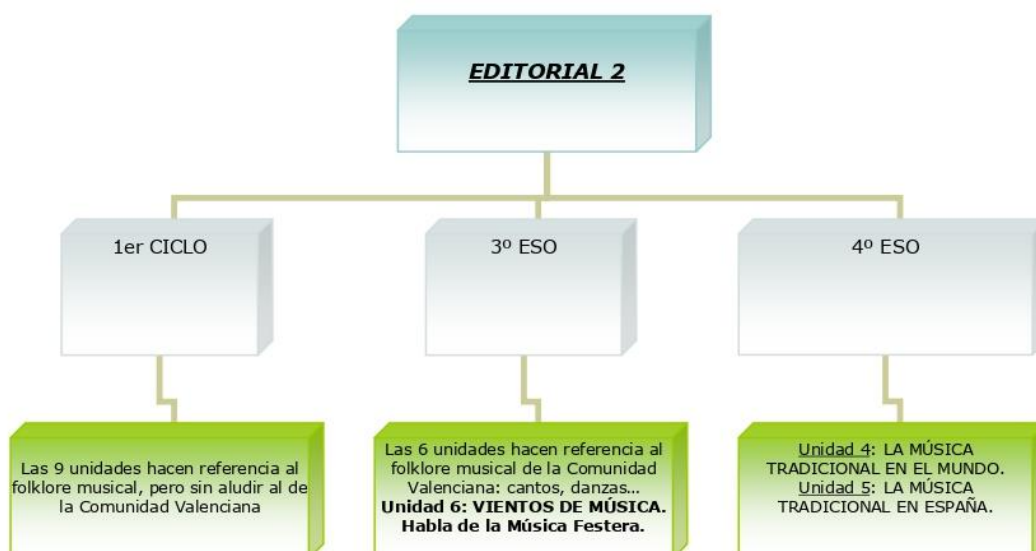 EDITORIAL 2
1er CICLO
3º ESO
4º ESO
Las 9 unidades hacen referencia al
folklore musical, pero sin aludir al de
la Comunidad Valenciana
Las 6 unidades hacen referencia al
folklore musical de la Comunidad
Valenciana: cantos, danzas...
Unidad 6: VIENTOS DE MÚSICA.
Habla de la Música Festera.
Unidad 4: LA MÚSICA
TRADICIONAL EN EL MUNDO.
Unidad 5: LA MÚSICA
TRADICIONAL EN ESPAÑA.